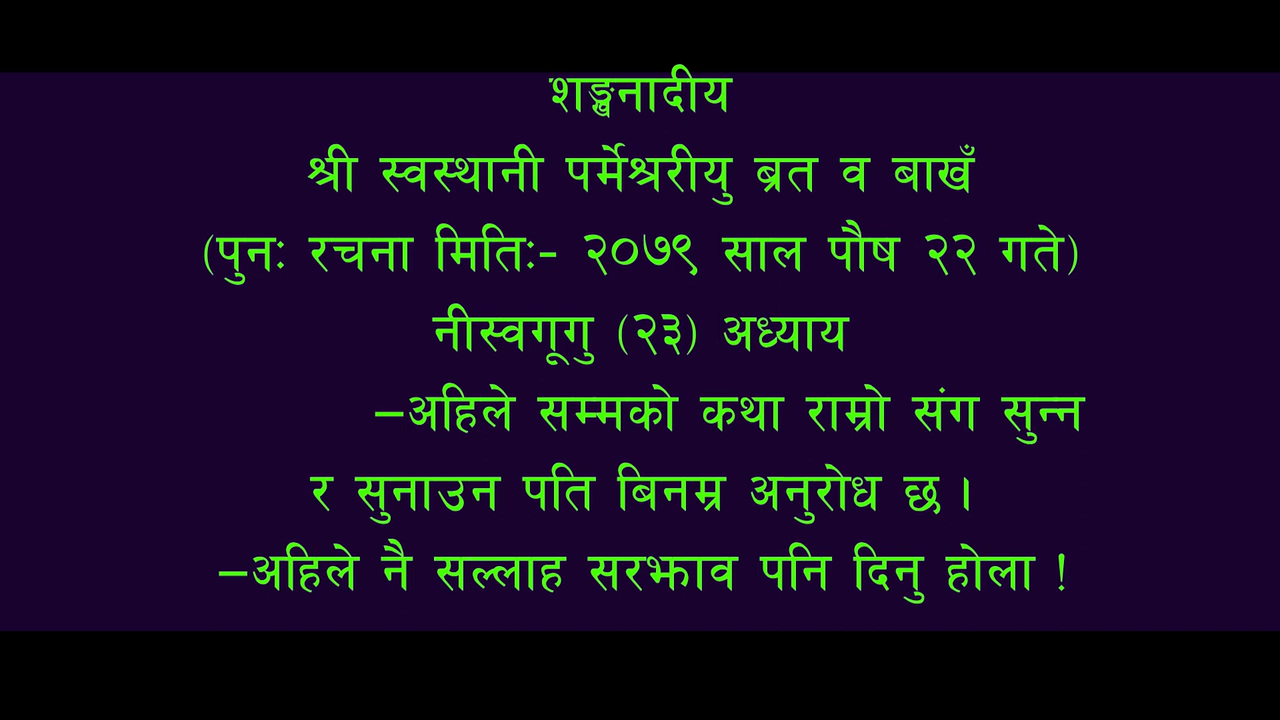 शङ्खनादीय
श्री स्वस्थानी पर्मेश्ररीयु ब्रत व बाखँ
(पुनः रचना मितिः- २०७९ साल पौष २२ गते)
नीस्वगूगु (२३) अध्याय
–अहिले सम्मको कथा राम्रो संग सुन्न
र सुनाउन पति बिनम्र अनुरोध छ ।
–अहिले नै सल्लाह सरझाव पनि दिनु होला !